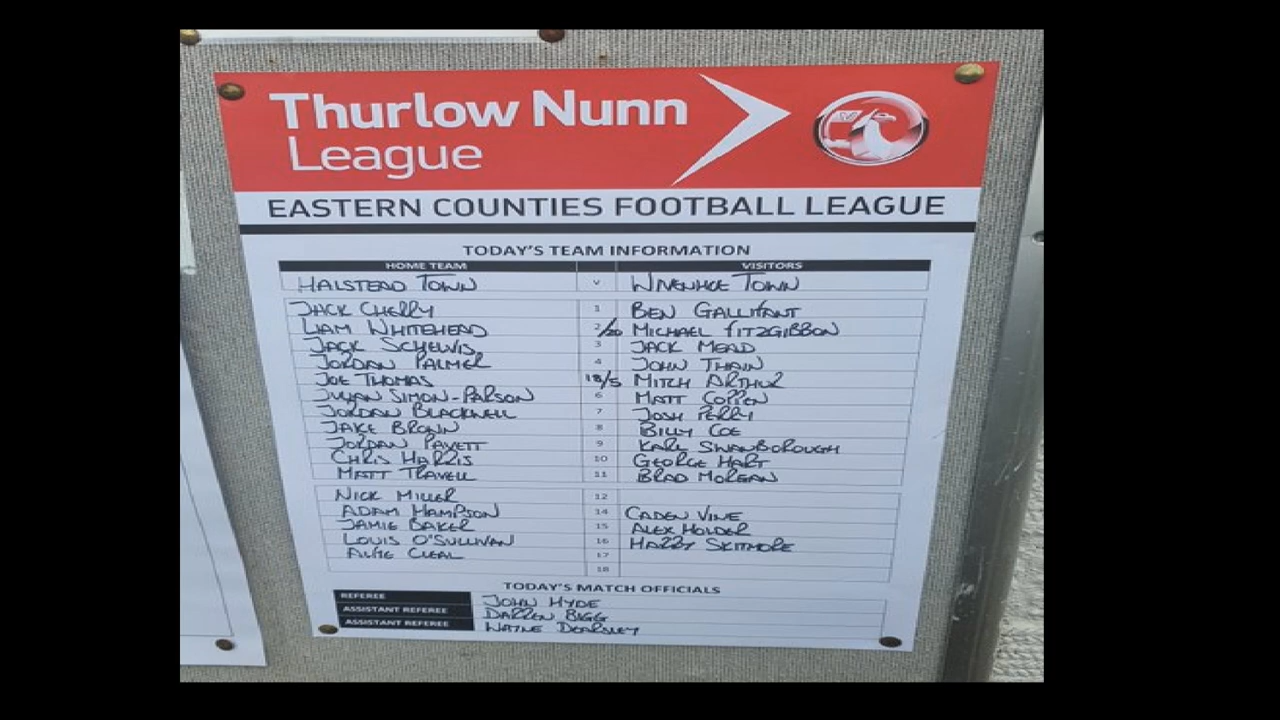 Thurlow Nunn
League
EASTERN COUNTIES FOOTBALL LEAGUE
TODAY'S TEAM INFORMATION
HOME TEAM VISITORS
HALSTEAD TOWN V WIVENHOE TOWN
JACK CHERRY 1 BEN GALLIFANT
LIAM WHITEHEAD 2/20 MICHAEL FITZGIBBON
JACK SCHELVIS 3 JACK MEAD
JORDAN PALMER 4 JOHN THAIN
JOE THOMAS 18/5 MITCH ARTHUR
JULIAN SIMON-PARSON 6 MATT COPPEN
JORDAN BLACKWELL 7 JOSH PERRY
JAKE BROWN 8 BILLY COE
JORDAN PAVETT 9 KARL SWANBOROUGH
CHRIS HARRIS 10 GEORGE HART
MATT TRAVELL 11 BRAD MORGAN
NICK MILLER 12
ADAM HAMPSON 14 CADEN VINE
JAMIE BAKER 15 ALEX HOLDER
LOUIS O'SULLIVAN 16 HARRY SKITMORE
CLEAL 17
18
TODAY'S MATCH OFFICIALS
REFEREE JOHN HYDE
ASSISTANT REFEREE DARREN BIGG
ASSISTANT REFEREE WAYNE DEARSLEY